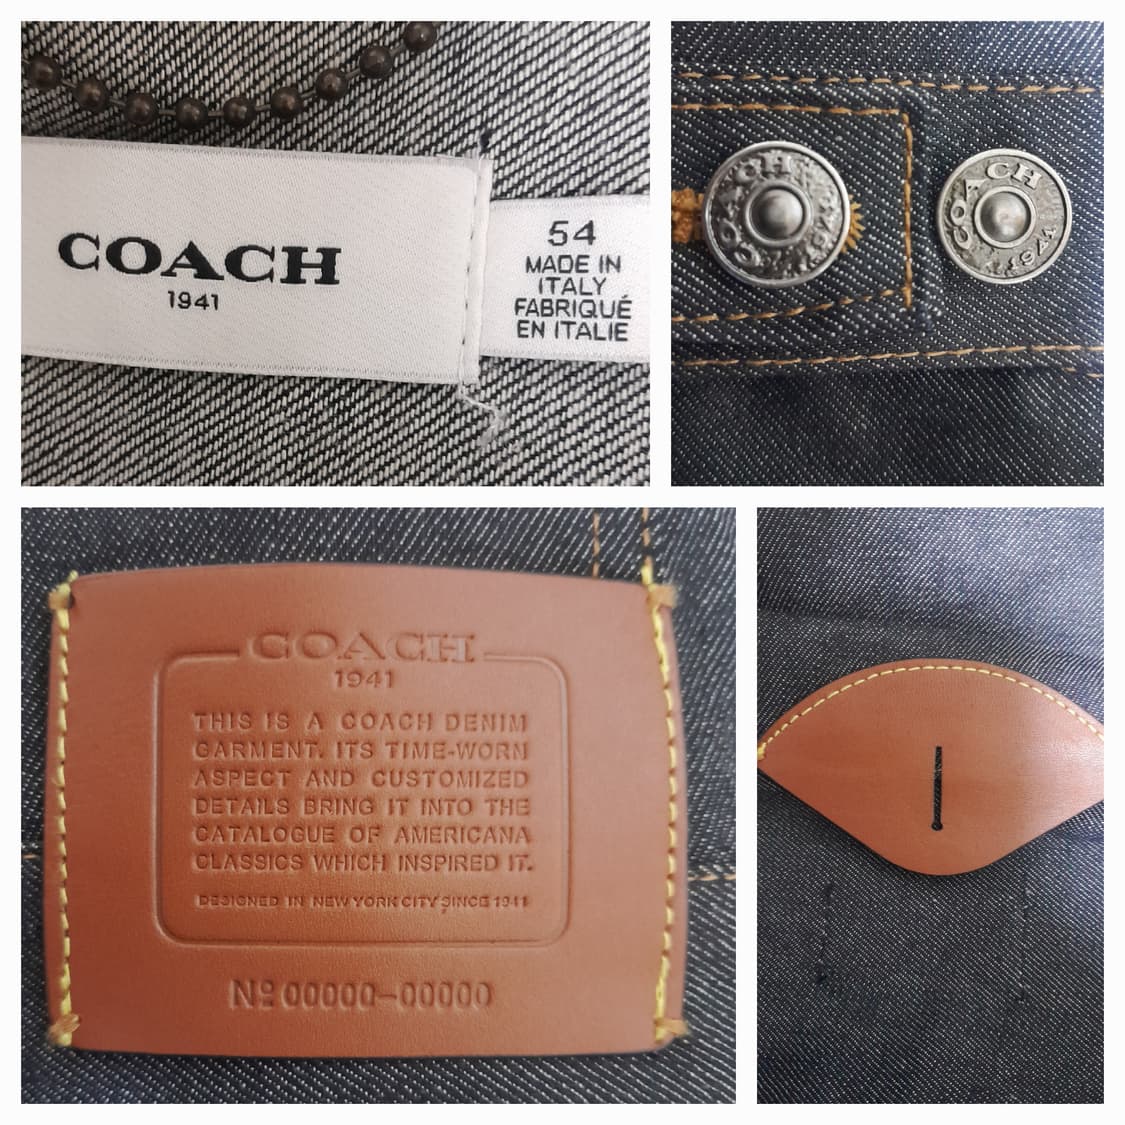 COACH
1941
54
MADE IN
ITALY
FABRIQUÉ
EN ITALIE
COACH
COACH
1941
COACH
1941
THIS IS A COACH DENIM
GARMENT. ITS TIME-WORN
ASPECT AND CUSTOMIZED
DETAILS BRING IT INTO THE
CATALOGUE OF AMERICANA
CLASSICS WHICH INSPIRED IT.
DESIGNED IN NEW YORK CITY SINCE 1941
Nº 00000-00000